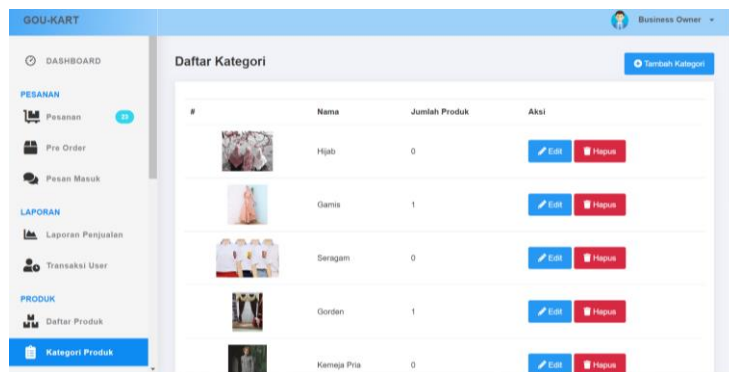 GOU-KART
Business Owner
DASHBOARD
Daftar Kategori
Tambah Kategori
PESANAN
Pesanan
Pre Order
Pesan Masuk
LAPORAN
Laporan Penjualan
Transaksi User
PRODUK
Daftar Produk
Kategori Produk
# Nama Jumlah Produk Aksi
Hijab 0 Edit Hapus
Gamis 1 Edit Hapus
Seragam 0 Edit Hapus
Gorden 1 Edit Hapus
Kemeja Pria 0 Edit Hapus